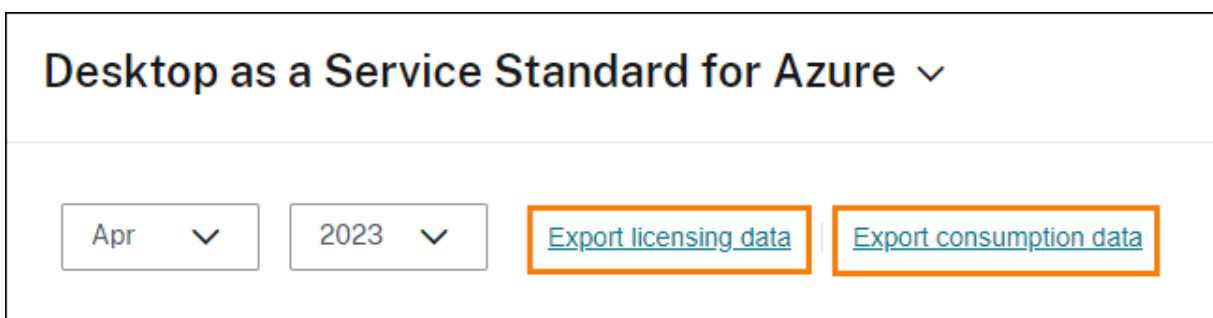 Desktop as a Service Standard for Azure
Apr 2023 Export licensing data Export consumption data